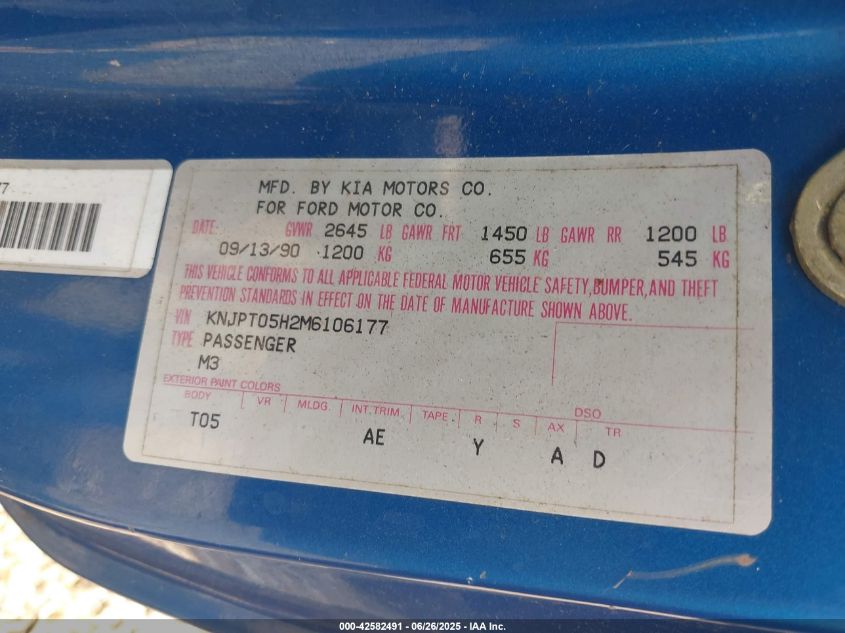 77
MFD. BY KIA MOTORS CO.
FOR FORD MOTOR CO.
DATE: GVWR 2645 LB GAWR FRT 1450 LB GAWR RR 1200 LB
09/13/90 1200 KG 655 KG 545 KG
THIS VEHICLE CONFORMS TO ALL APPLICABLE FEDERAL MOTOR VEHICLE SAFETY, BUMPER, AND THEFT
PREVENTION STANDARDS IN EFFECT ON THE DATE OF MANUFACTURE SHOWN ABOVE.
VIN KNJPT05H2M6106177
TYPE PASSENGER
M3
EXTERIOR PAINT COLORS DSO
BODY VR MLDG. INT.TRIM. TAPE. R S AX TR
T05 AE Y A D
000-42582491 - 06/26/2025 - IAA Inc.